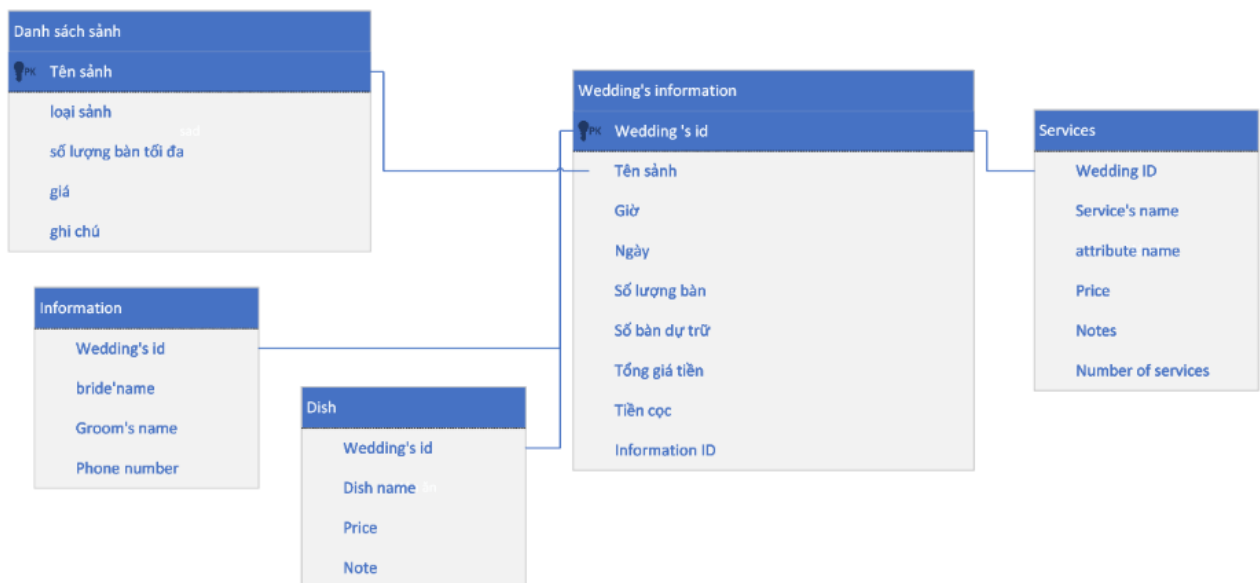 Danh sách sảnh
PK Tên sảnh
loại sảnh
sad
số lượng bàn tối đa
giá
ghi chú
Wedding's information
PK Wedding 's id
Tên sảnh
Giờ
Ngày
Số lượng bàn
Số bàn dự trữ
Tổng giá tiền
Tiền cọc
Information ID
Services
Wedding ID
Service's name
attribute name
Price
Notes
Number of services
Information
Wedding's id
bride'name
Groom's name
Phone number
Dish
Wedding's id
Dish name
Price
Note